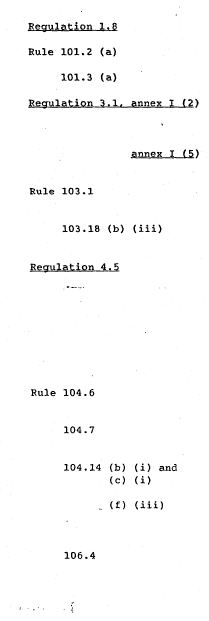 Regulation 1.8
Rule 101.2 (a)
101.3 (a)
Regulation 3.1, annex I (2)
annex I (5)
Rule 103.1
103.18 (b) (iii)
Regulation 4.5
Rule 104.6
104.7
104.14 (b) (i) and
(c) (i)
(f) (iii)
106.4